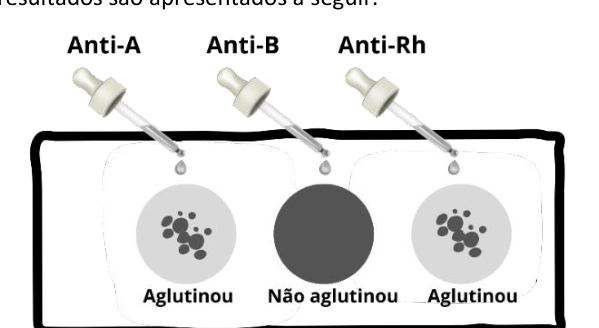 resultados são apresentados a seguir:
Anti-A Anti-B Anti-Rh
Aglutinou Não aglutinou Aglutinou